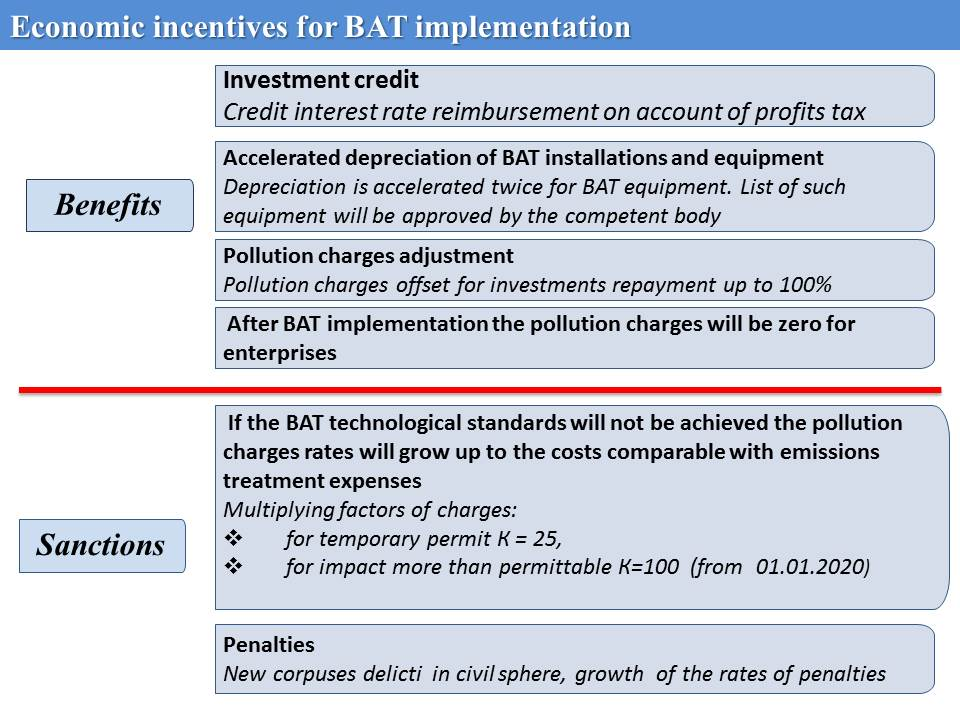 Economic incentives for BAT implementation
Benefits
Investment credit
Credit interest rate reimbursement on account of profits tax
Accelerated depreciation of BAT installations and equipment
Depreciation is accelerated twice for BAT equipment. List of such
equipment will be approved by the competent body
Pollution charges adjustment
Pollution charges offset for investments repayment up to 100%
After BAT implementation the pollution charges will be zero for
enterprises
Sanctions
If the BAT technological standards will not be achieved the pollution
charges rates will grow up to the costs comparable with emissions
treatment expenses
Multiplying factors of charges:
❖ for temporary permit K = 25,
❖ for impact more than permittable K=100 (from 01.01.2020)
Penalties
New corpuses delicti in civil sphere, growth of the rates of penalties